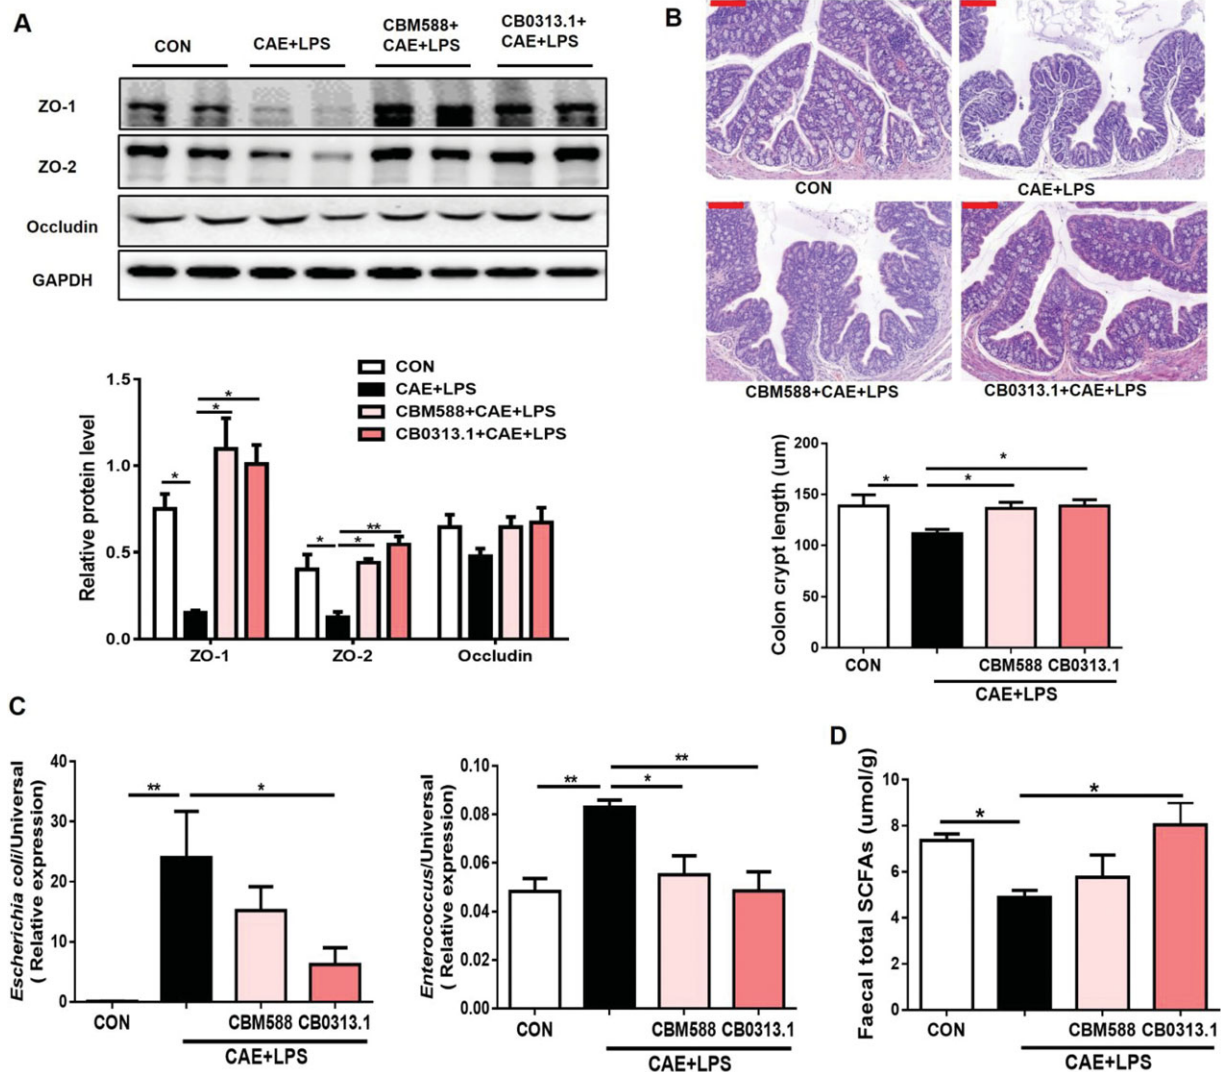 A
CON
CAE+LPS
CBM588+
CAE+LPS
CB0313.1+
CAE+LPS
ZO-1
ZO-2
Occludin
GAPDH
CON
CAE+LPS
CBM588+CAE+LPS
CB0313.1+CAE+LPS
Relative protein level
1.5
1.0
0.5
0.0
*
*
*
*
*
**
ZO-1
ZO-2
Occludin
B
CON
CAE+LPS
CBM588+CAE+LPS
CB0313.1+CAE+LPS
Colon crypt length (um)
200
150
100
50
0
*
*
*
CON
CBM588
CB0313.1
CAE+LPS
C
Escherichia coli/Universal
( Relative expression)
40
30
20
10
0
**
*
CON
CBM588
CB0313.1
CAE+LPS
Enterococcus/Universal
( Relative expression)
0.10
0.08
0.06
0.04
0.02
0.00
**
*
**
CON
CBM588
CB0313.1
CAE+LPS
D
Faecal total SCFAs (umol/g)
10
8
6
4
2
0
*
*
CON
CBM588
CB0313.1
CAE+LPS